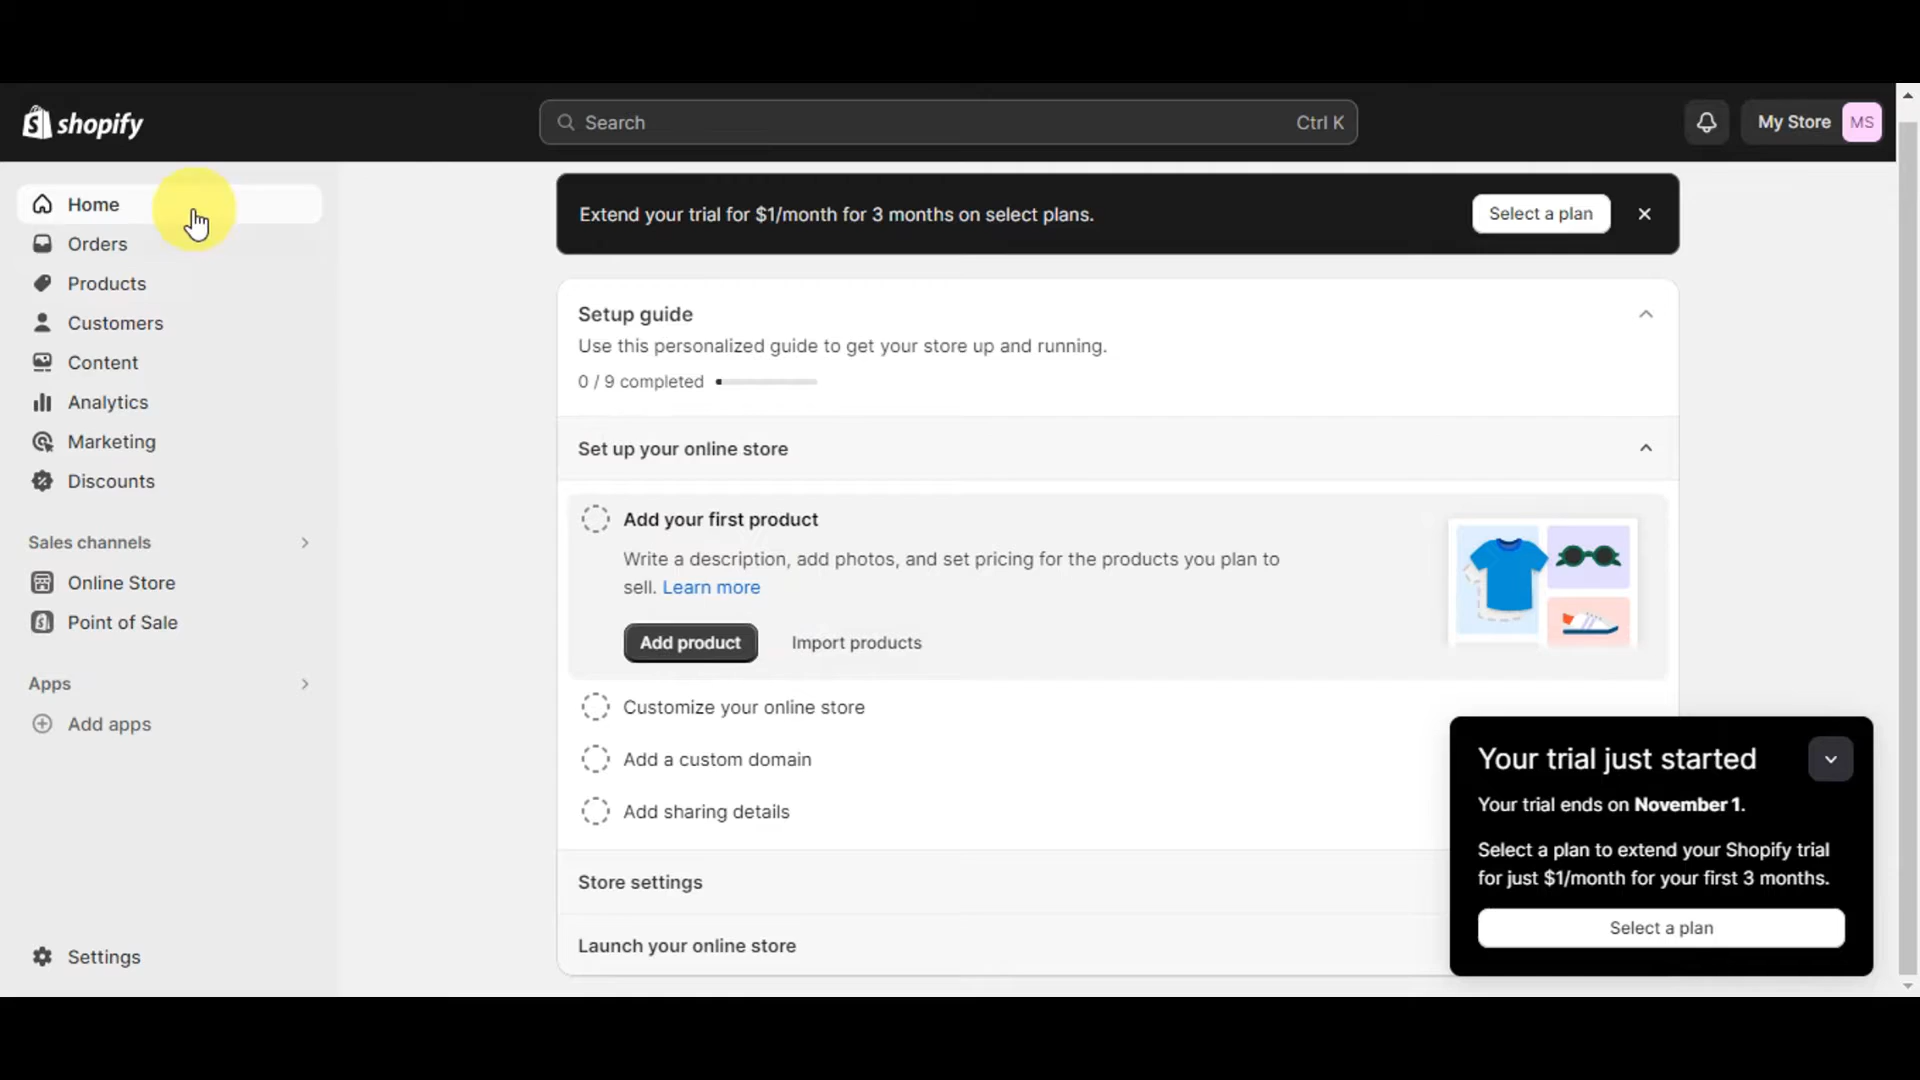 shopify
Search
Ctrl K
My Store
MS
Home
Orders
Products
Customers
Content
Analytics
Marketing
Discounts
Sales channels
Online Store
Point of Sale
Apps
Add apps
Settings
Extend your trial for $1/month for 3 months on select plans.
Select a plan
Setup guide
Use this personalized guide to get your store up and running.
0 / 9 completed
Set up your online store
Add your first product
Write a description, add photos, and set pricing for the products you plan to
sell. Learn more
Add product
Import products
Customize your online store
Add a custom domain
Add sharing details
Store settings
Launch your online store
Your trial just started
Your trial ends on November 1.
Select a plan to extend your Shopify trial
for just $1/month for your first 3 months.
Select a plan